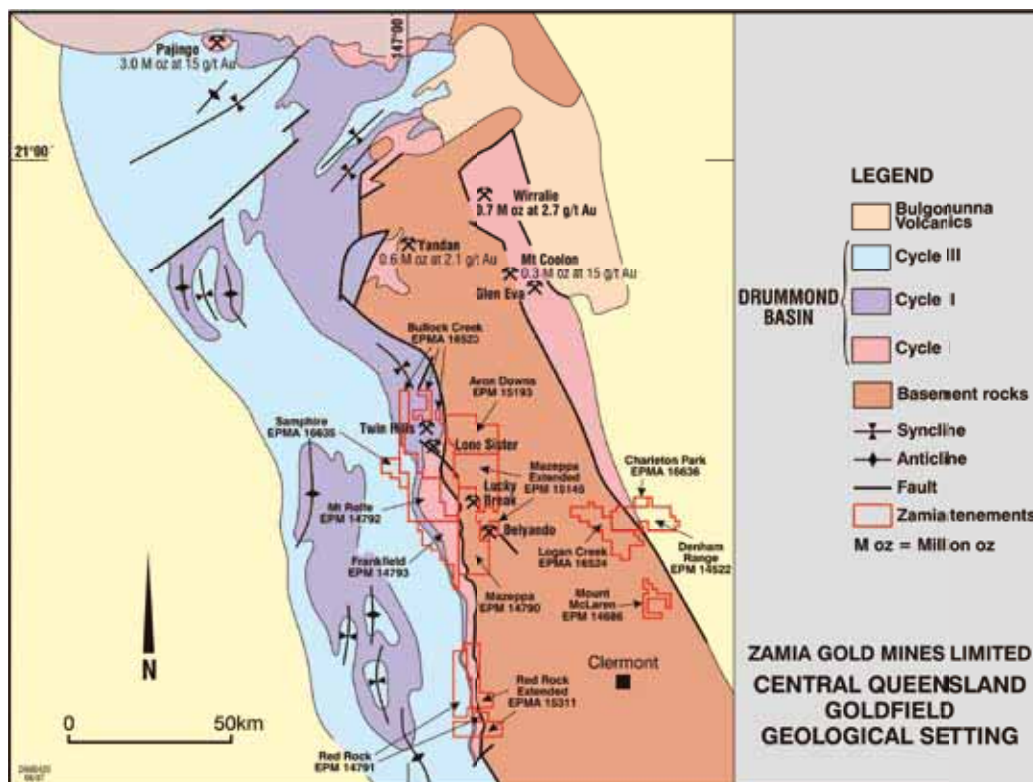 Pajingo
3.0 M oz at 15 g/t Au
147°00'
21°00'
Wirralie
0.7 M oz at 2.7 g/t Au
Yandan
0.6 M oz at 2.1 g/t Au
Mt Coolon
0.3 M oz at 15 g/t Au
Glen Eva
Bullock Creek
EPMA 16523
Avon Downs
EPM 15193
Samphire
EPMA 16635
Twin Hills
Lone Sister
Mazeppa
Extended
EPM 15145
Charleton Park
EPMA 16636
Lucky
Break
Mt Rolfe
EPM 14792
Belyando
Frankfield
EPM 14793
Logan Creek
EPMA 16524
Denham
Range
EPM 14522
Mazeppa
EPM 14790
Mount
McLaren
EPM 14686
Clermont
N
Red Rock
Extended
EPMA 15311
0 50km
Red Rock
EPM 14791
LEGEND
Bulgonunna
Volcanics
DRUMMOND
BASIN
Cycle III
Cycle I
Cycle
Basement rocks
Syncline
Anticline
Fault
Zamia tenements
M oz = Million oz
ZAMIA GOLD MINES LIMITED
CENTRAL QUEENSLAND
GOLDFIELD
GEOLOGICAL SETTING